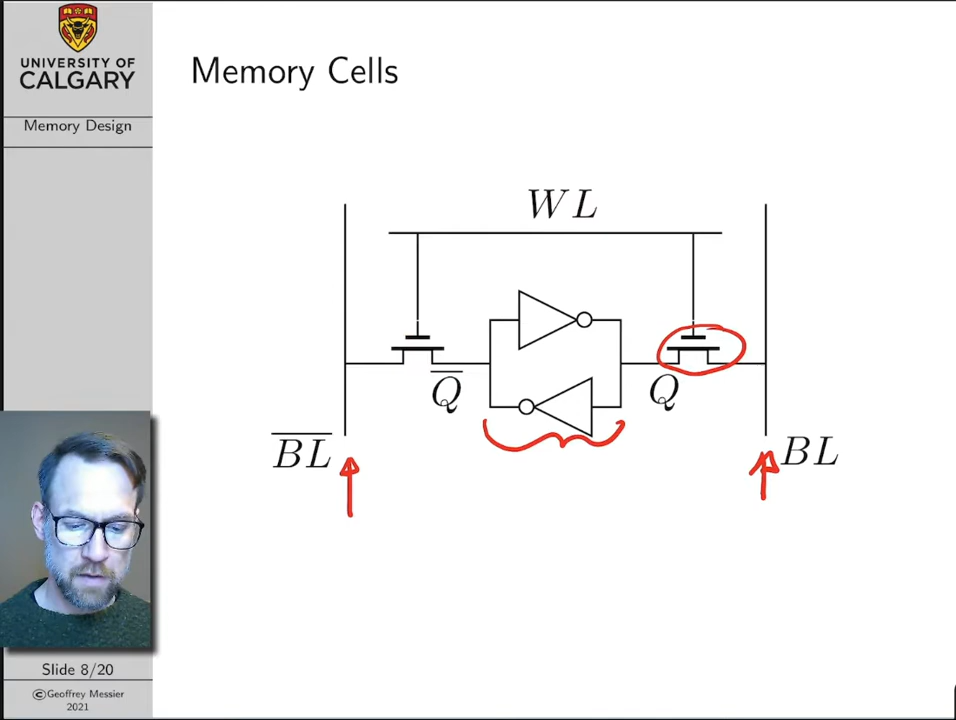 UNIVERSITY OF
CALGARY
Memory Design
Memory Cells
WL
Q̅
Q
B̅L̅
BL
Slide 8/20
©Geoffrey Messier
2021